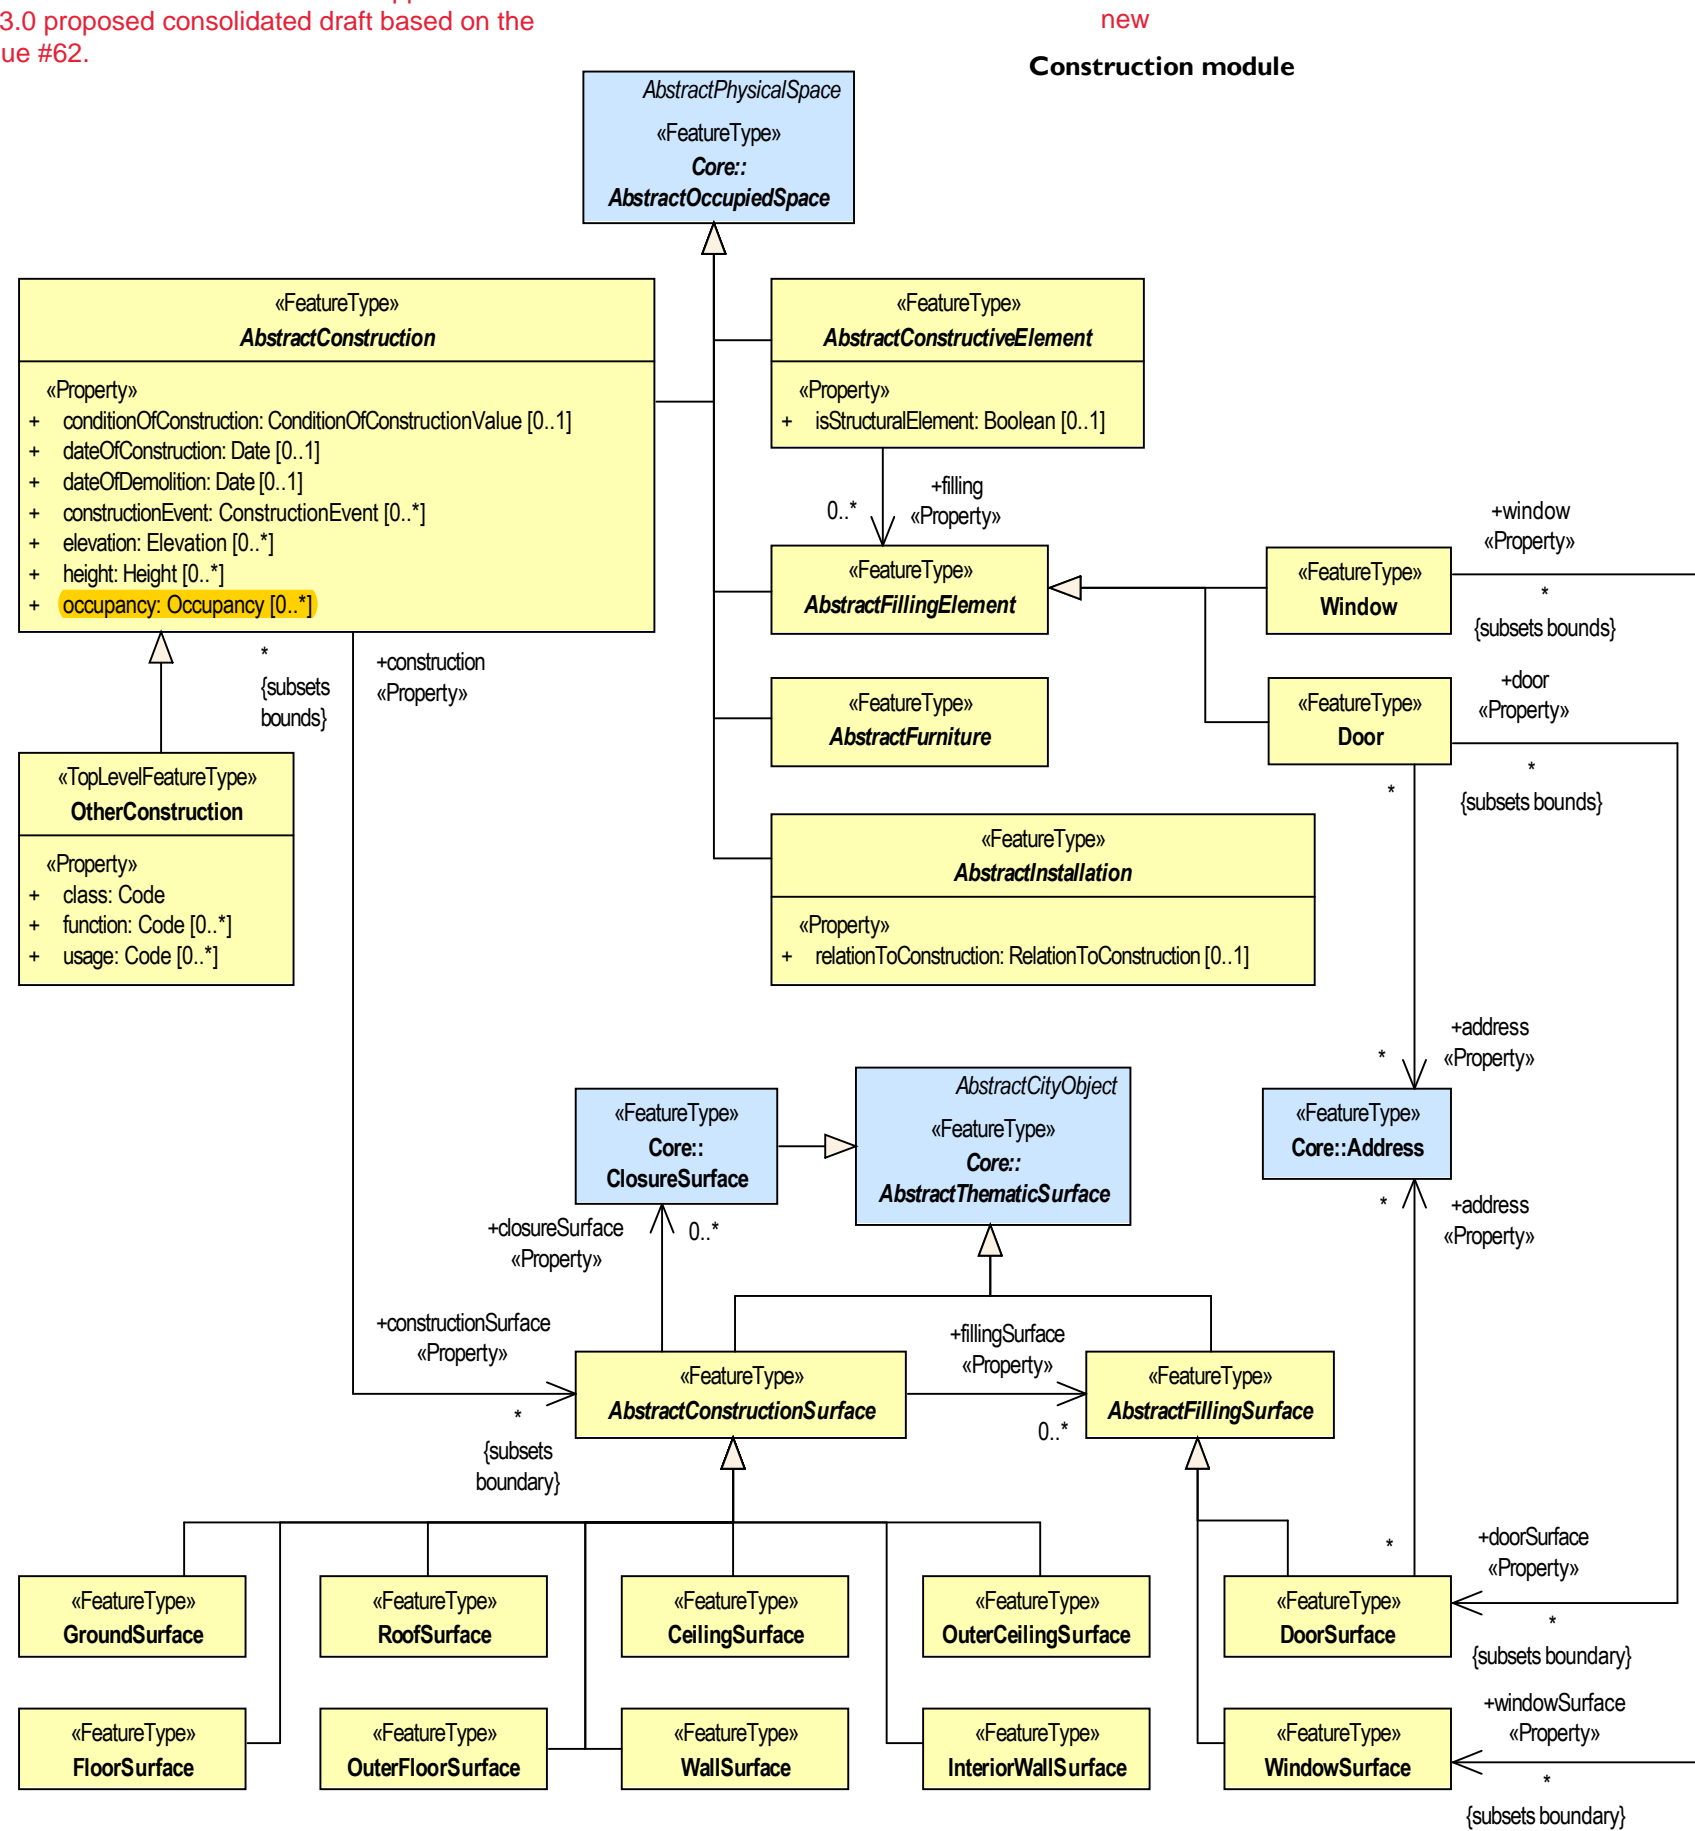 3.0 proposed consolidated draft based on the
ue #62.
new
Construction module
AbstractPhysicalSpace
«FeatureType»
Core::
AbstractOccupiedSpace
«FeatureType»
AbstractConstruction
«Property»
+ conditionOfConstruction: ConditionOfConstructionValue [0..1]
+ dateOfConstruction: Date [0..1]
+ dateOfDemolition: Date [0..1]
+ constructionEvent: ConstructionEvent [0..*]
+ elevation: Elevation [0..*]
+ height: Height [0..*]
+ occupancy: Occupancy [0..*]
«FeatureType»
AbstractConstructiveElement
«Property»
+ isStructuralElement: Boolean [0..1]
0..*
+filling
«Property»
«FeatureType»
AbstractFillingElement
«FeatureType»
Window
+window
«Property»
*
{subsets bounds}
«FeatureType»
Door
+door
«Property»
*
{subsets bounds}
*
*
{subsets
bounds}
+construction
«Property»
«FeatureType»
AbstractFurniture
«TopLevelFeatureType»
OtherConstruction
«Property»
+ class: Code
+ function: Code [0..*]
+ usage: Code [0..*]
«FeatureType»
AbstractInstallation
«Property»
+ relationToConstruction: RelationToConstruction [0..1]
*
+address
«Property»
«FeatureType»
Core::
ClosureSurface
AbstractCityObject
«FeatureType»
Core::
AbstractThematicSurface
«FeatureType»
Core::Address
*
+address
«Property»
+closureSurface
«Property»
0..*
+constructionSurface
«Property»
*
{subsets
boundary}
«FeatureType»
AbstractConstructionSurface
+fillingSurface
«Property»
0..*
«FeatureType»
AbstractFillingSurface
*
+doorSurface
«Property»
*
{subsets boundary}
«FeatureType»
GroundSurface
«FeatureType»
RoofSurface
«FeatureType»
CeilingSurface
«FeatureType»
OuterCeilingSurface
«FeatureType»
DoorSurface
«FeatureType»
FloorSurface
«FeatureType»
OuterFloorSurface
«FeatureType»
WallSurface
«FeatureType»
InteriorWallSurface
«FeatureType»
WindowSurface
+windowSurface
«Property»
*
{subsets boundary}